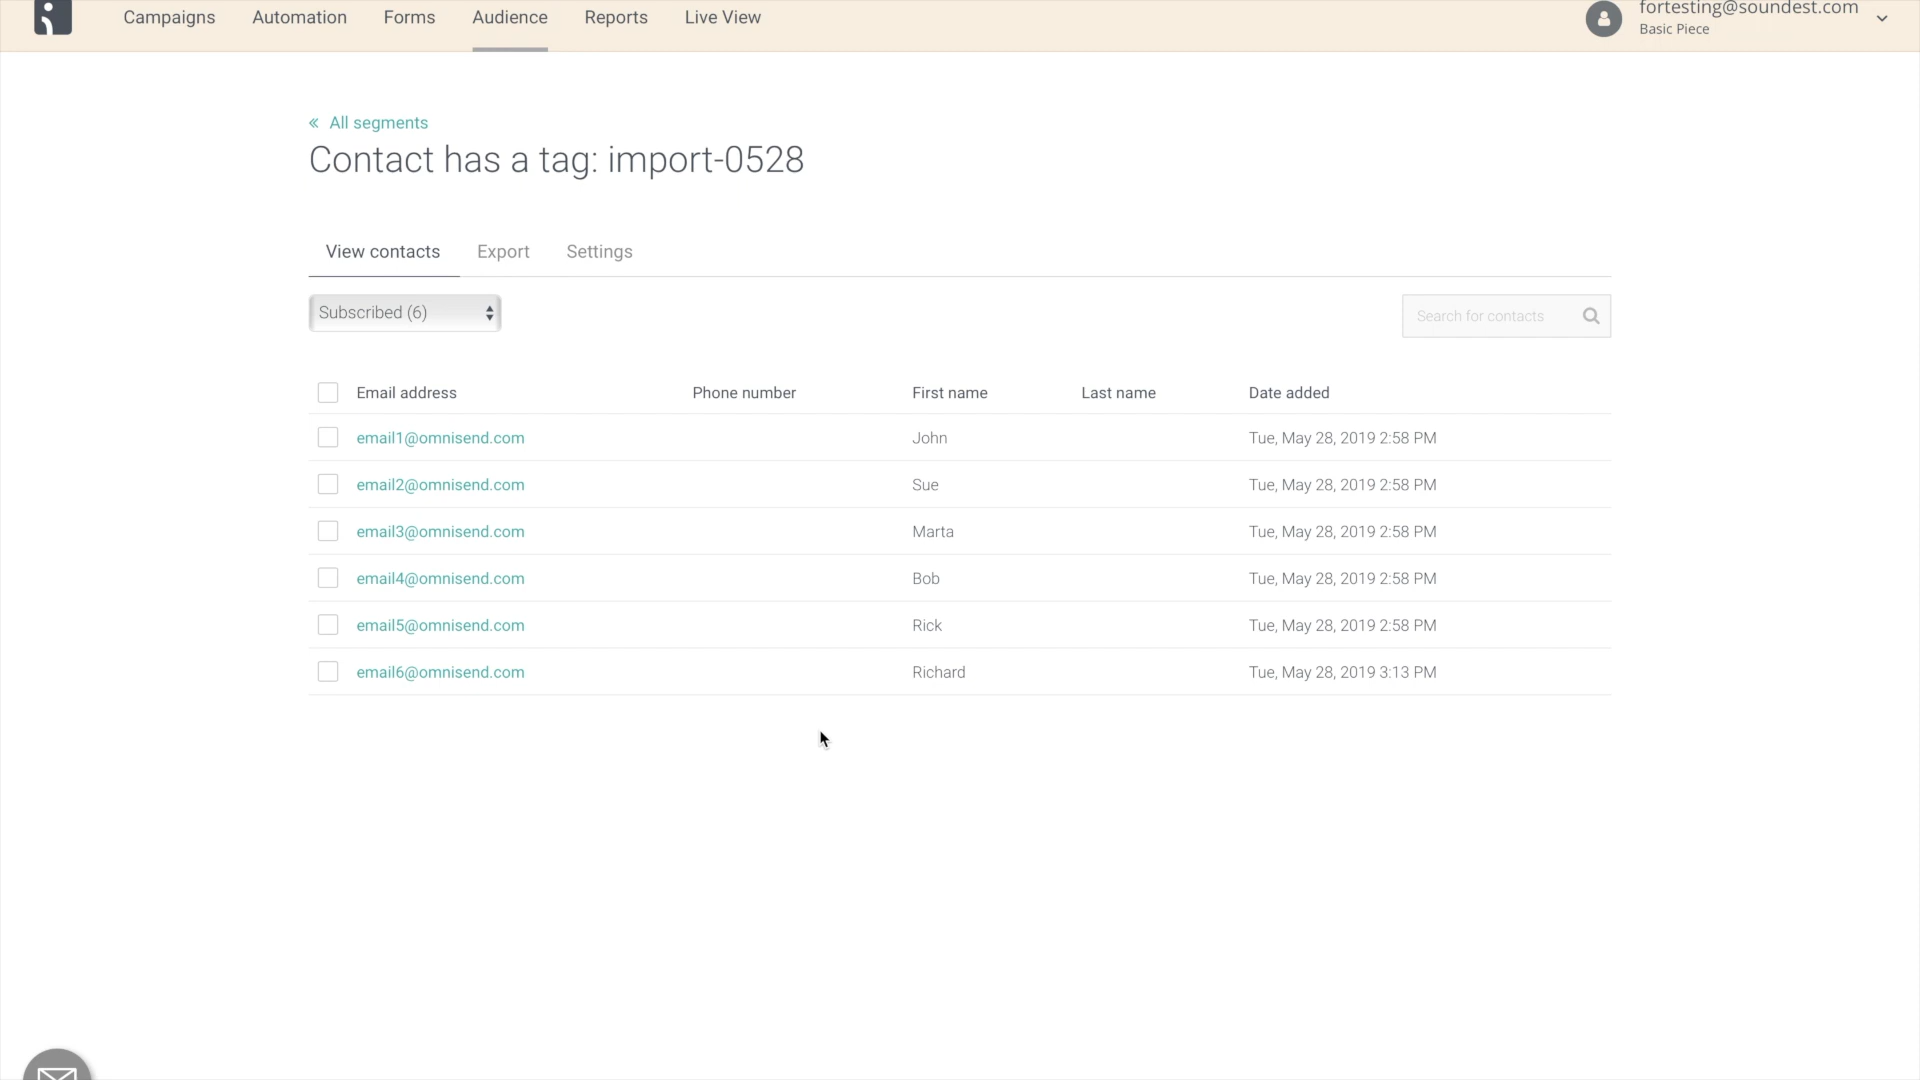 Campaigns Automation Forms Audience Reports Live View
fortesting@soundest.com
Basic Piece
« All segments
Contact has a tag: import-0528
View contacts Export Settings
Subscribed (6)
Search for contacts
Email address Phone number First name Last name Date added
email1@omnisend.com John Tue, May 28, 2019 2:58 PM
email2@omnisend.com Sue Tue, May 28, 2019 2:58 PM
email3@omnisend.com Marta Tue, May 28, 2019 2:58 PM
email4@omnisend.com Bob Tue, May 28, 2019 2:58 PM
email5@omnisend.com Rick Tue, May 28, 2019 2:58 PM
email6@omnisend.com Richard Tue, May 28, 2019 3:13 PM